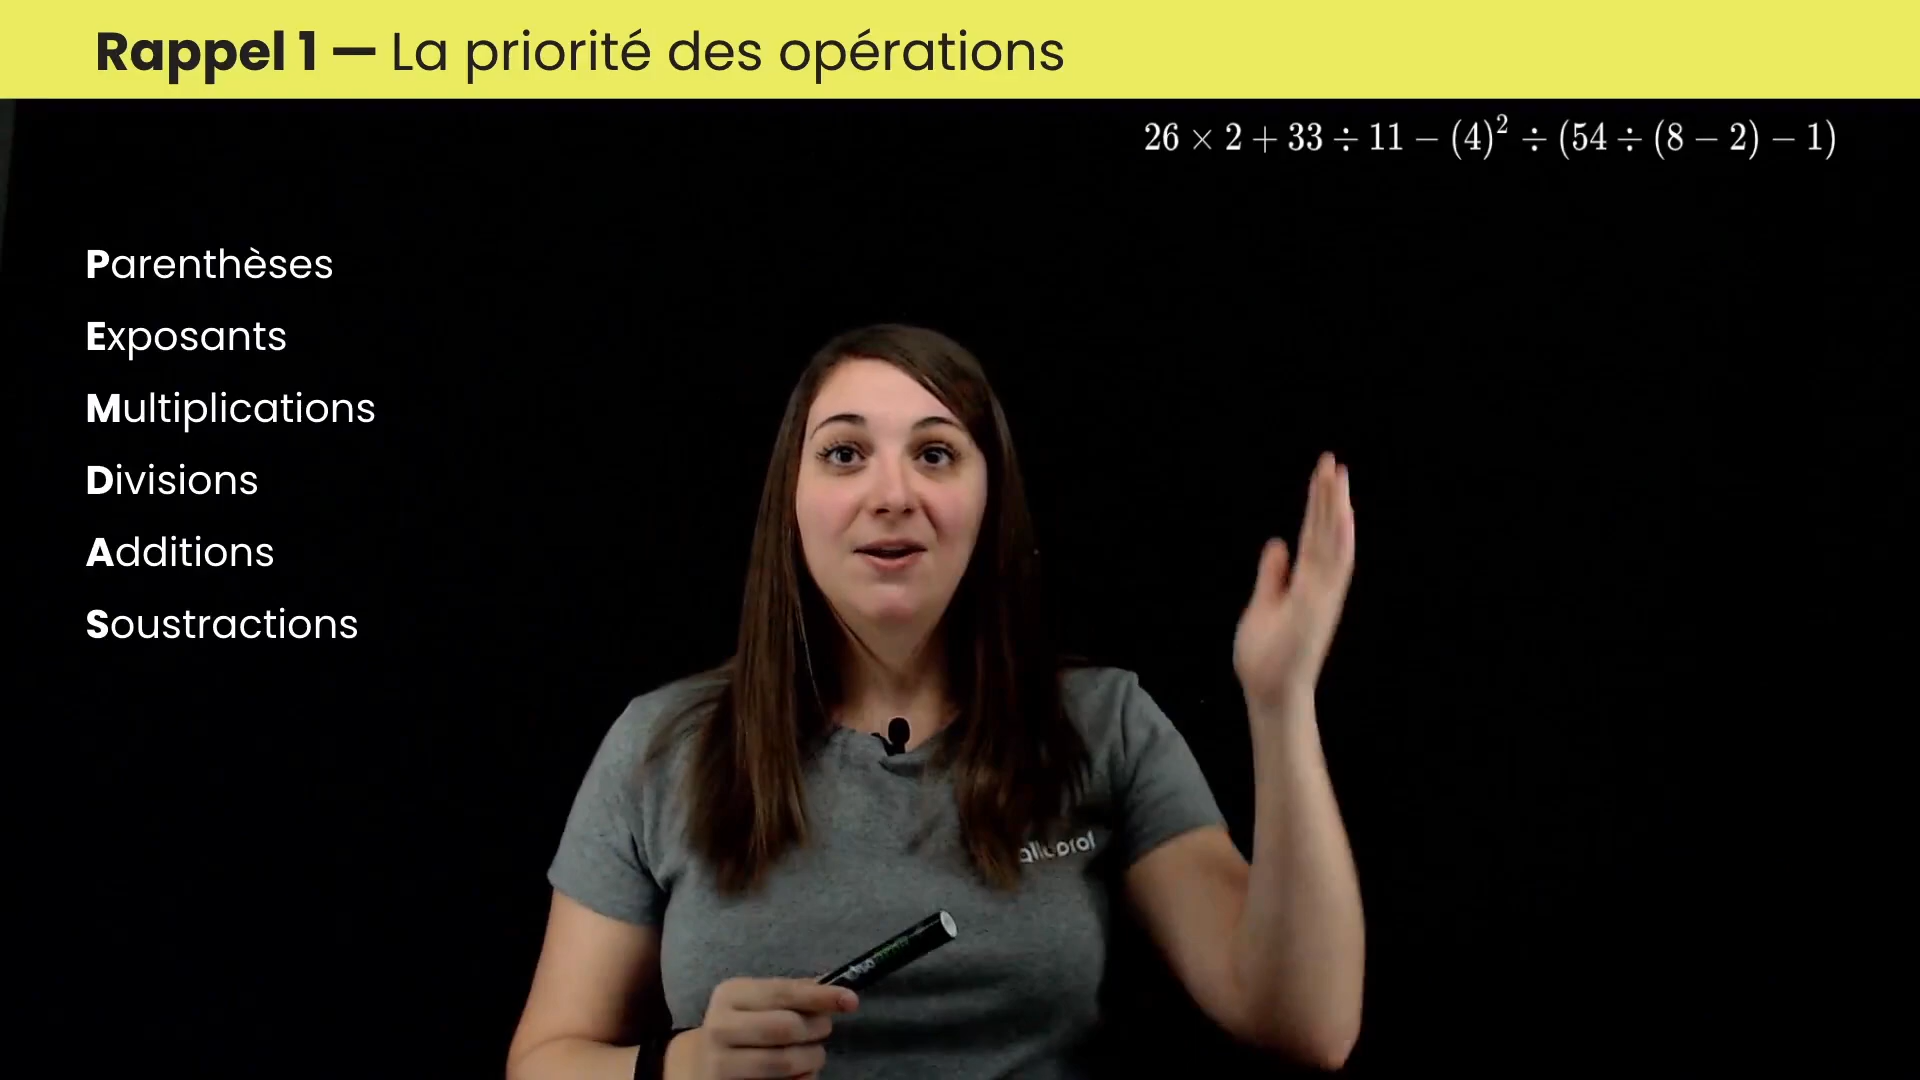 Rappel 1 — La priorité des opérations
26 × 2 + 33 ÷ 11 − (4)² ÷ (54 ÷ (8 − 2) − 1)
Parenthèses
Exposants
Multiplications
Divisions
Additions
Soustractions
alloprof